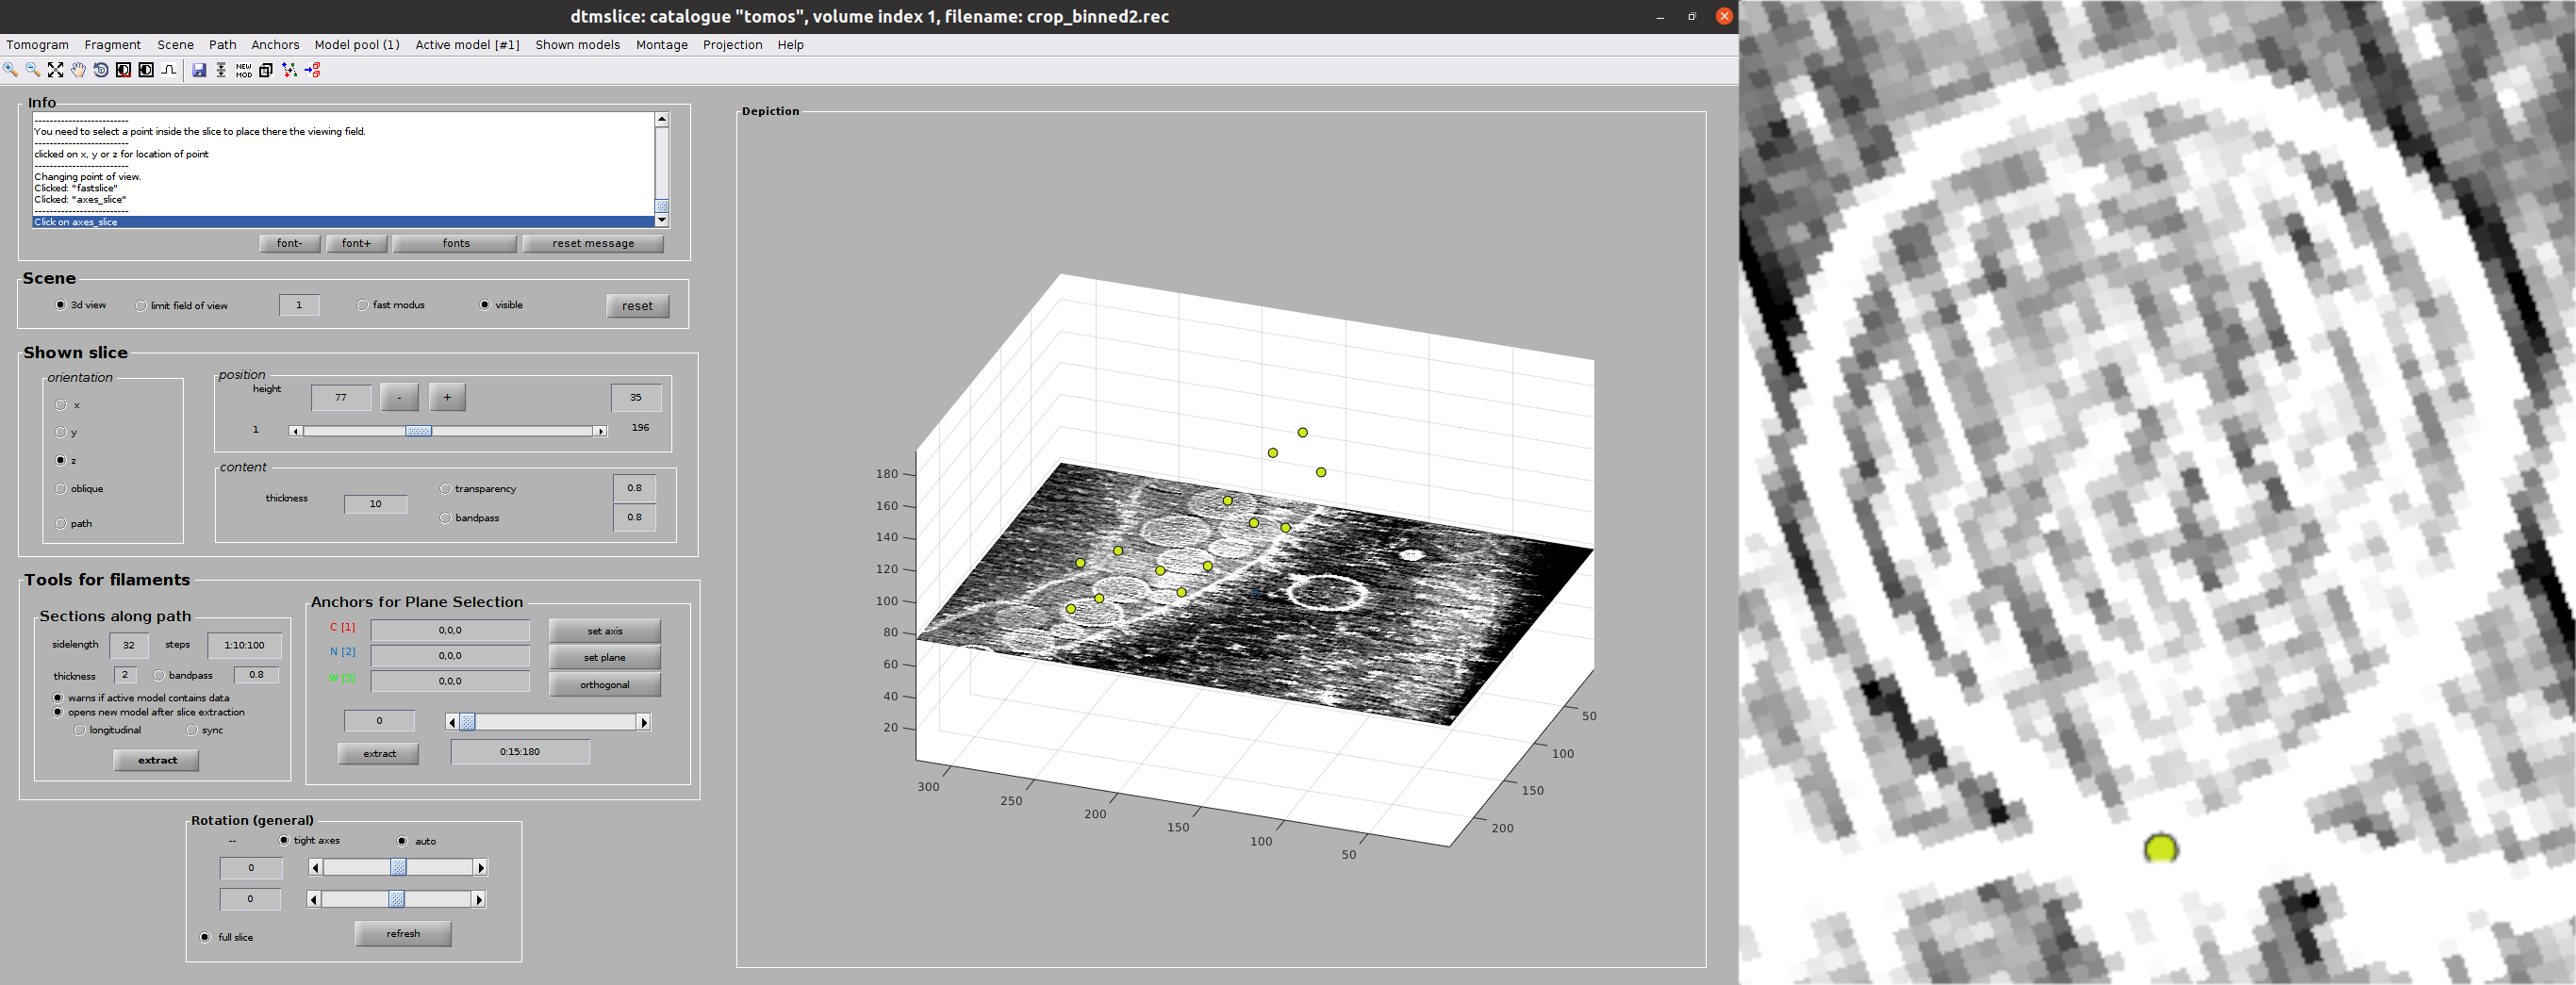 dtmslice: catalogue "tomos", volume index 1, filename: crop_binned2.rec
Tomogram Fragment Scene Path Anchors Model pool (1) Active model [#1] Shown models Montage Projection Help
NEW
MOD
Info
-------------------------
You need to select a point inside the slice to place there the viewing field.
-------------------------
clicked on x, y or z for location of point
-------------------------
Changing point of view.
Clicked: "fastslice"
Clicked: "axes_slice"
-------------------------
Click on axes_slice
font- font+ fonts reset message
Scene
3d view limit field of view 1 fast modus visible reset
Shown slice
orientation
x
y
z
oblique
path
position
height 77 - + 35
1 196
content
thickness 10 transparency 0.8
bandpass 0.8
Tools for filaments
Sections along path
sidelength 32 steps 1:10:100
thickness 2 bandpass 0.8
warns if active model contains data
opens new model after slice extraction
longitudinal sync
extract
Anchors for Plane Selection
C [1] 0,0,0 set axis
N [2] 0,0,0 set plane
W [3] 0,0,0 orthogonal
0
extract 0:15:180
Rotation (general)
-- tight axes auto
0
0
full slice refresh
Depiction
180
160
140
120
100
80
60
40
20
300
250
200
150
100
50
50
100
150
200